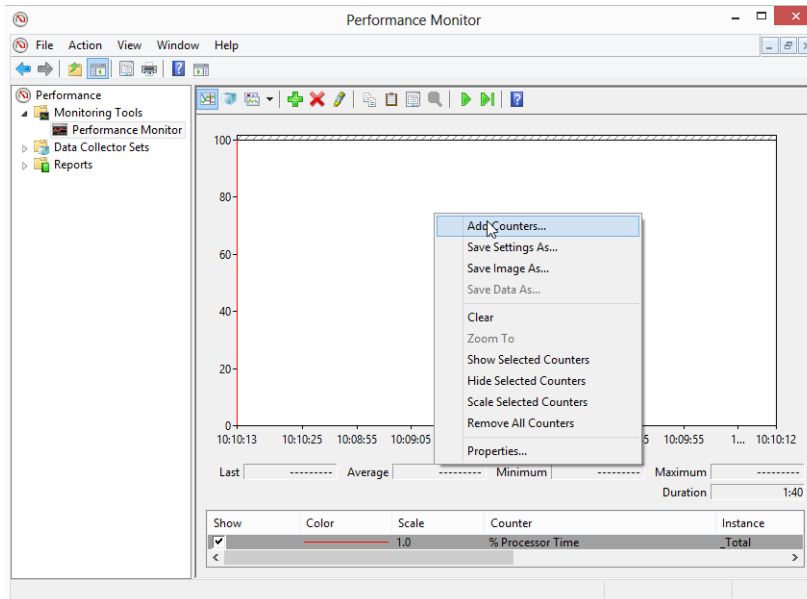 Performance Monitor
File Action View Window Help
Performance
Monitoring Tools
Performance Monitor
Data Collector Sets
Reports
100
80
60
40
20
0
10:10:13 10:10:25 10:08:55 10:09:05 5 10:09:55 1... 10:10:12
Add Counters...
Save Settings As...
Save Image As...
Save Data As...
Clear
Zoom To
Show Selected Counters
Hide Selected Counters
Scale Selected Counters
Remove All Counters
Properties...
Last --------- Average --------- Minimum --------- Maximum ---------
Duration 1:40
Show Color Scale Counter Instance
1.0 % Processor Time _Total